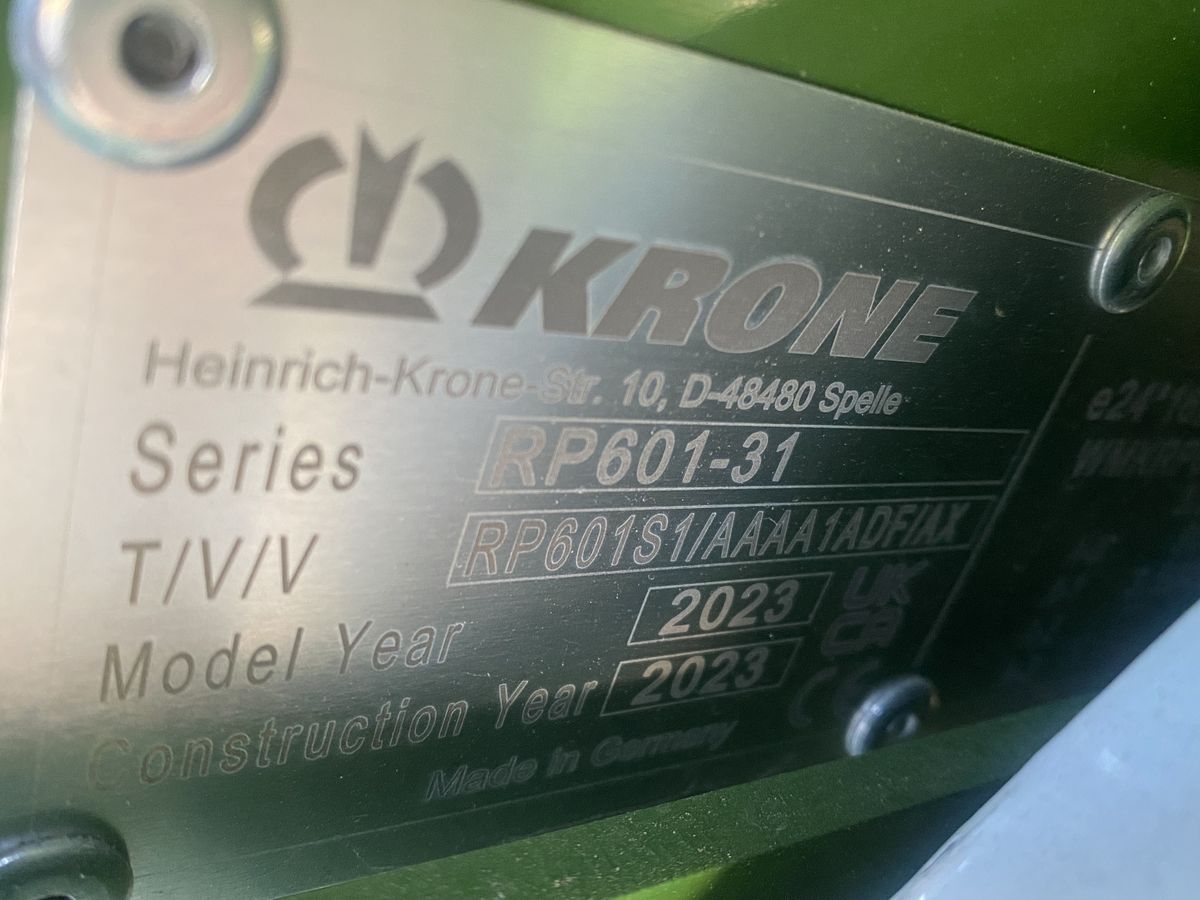 KRONE
Heinrich-Krone-Str. 10, D-48480 Spelle
Series RP601-31
T/V/V RP601S1/AAAA1ADF/AX
Model Year 2023
Construction Year 2023
UK
CA
CE
Made in Germany